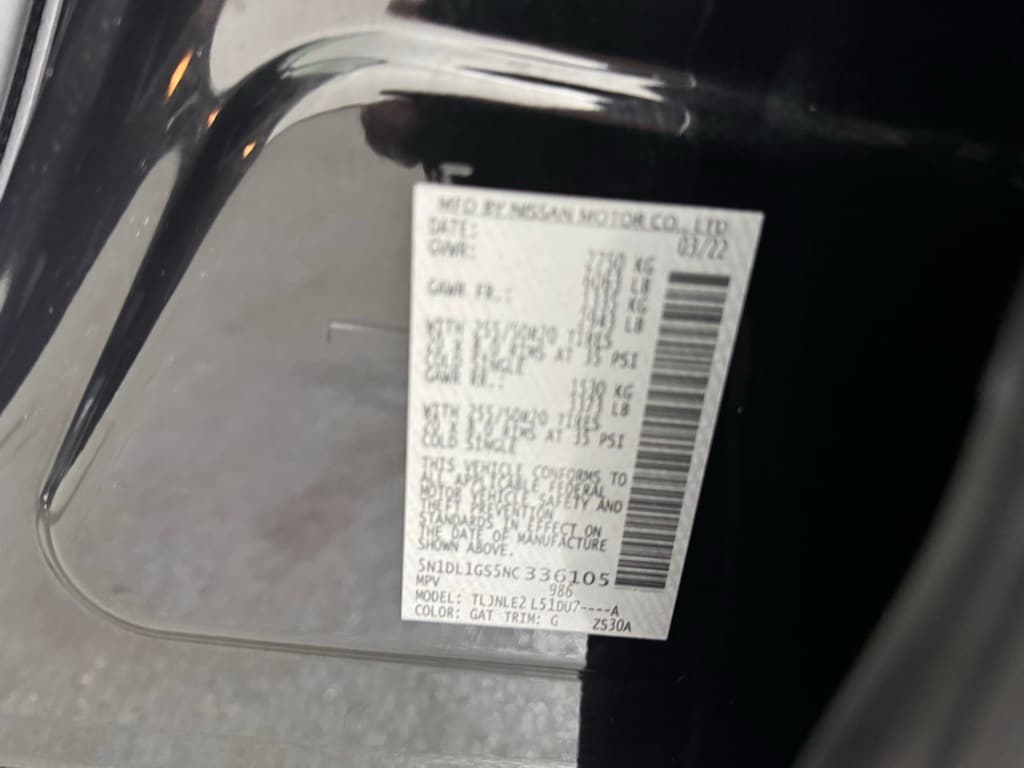 MFD BY NISSAN MOTOR CO., LTD
DATE: 03/22
GVWR: 2750 KG
LB
GAWR FR.: KG
LB
WITH 255/50R20 TIRES
20 X 8.0 RIMS AT 35 PSI
COLD SINGLE
GAWR RR.: 1530 KG
3373 LB
WITH 255/50R20 TIRES
20 X 8.0 RIMS AT 35 PSI
COLD SINGLE
THIS VEHICLE CONFORMS TO
ALL APPLICABLE FEDERAL
MOTOR VEHICLE SAFETY AND
THEFT PREVENTION
STANDARDS IN EFFECT ON
THE DATE OF MANUFACTURE
SHOWN ABOVE.
5N1DL1GS5NC336105
MPV 986
MODEL: TLJNLE2 L51DU7----A
COLOR: GAT TRIM: G ZS30A